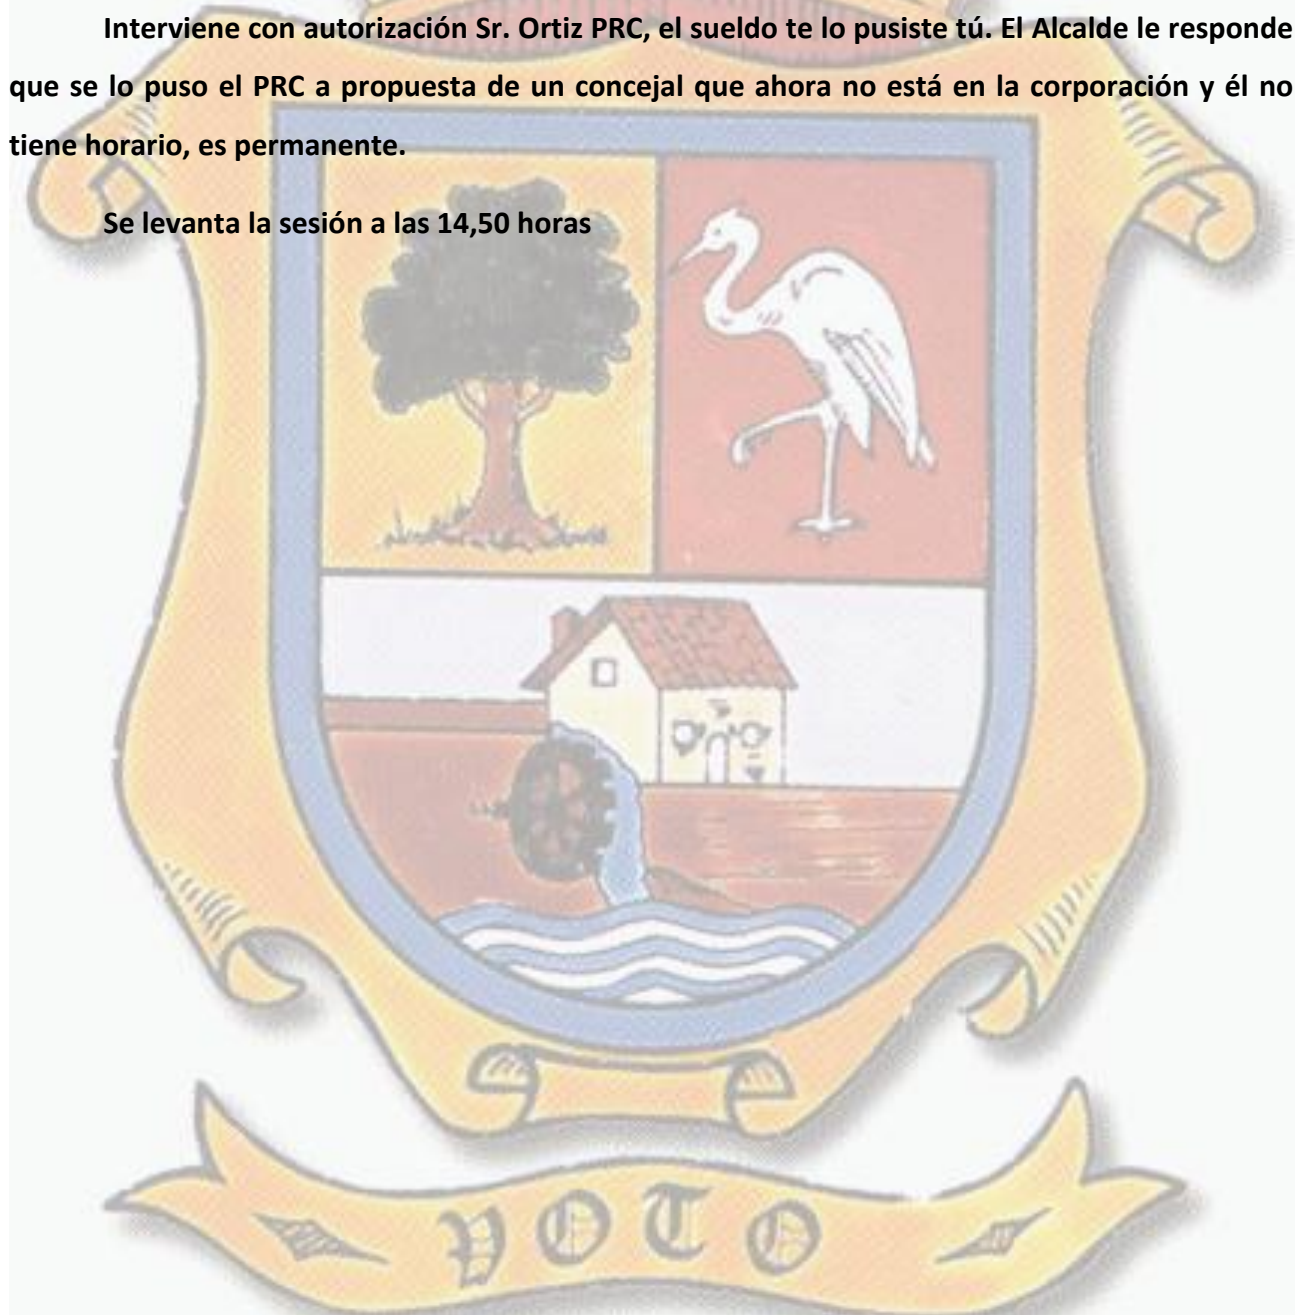 Interviene con autorización Sr. Ortiz PRC, el sueldo te lo pusiste tú. El Alcalde le responde
que se lo puso el PRC a propuesta de un concejal que ahora no está en la corporación y él no
tiene horario, es permanente.
Se levanta la sesión a las 14,50 horas
VOTO